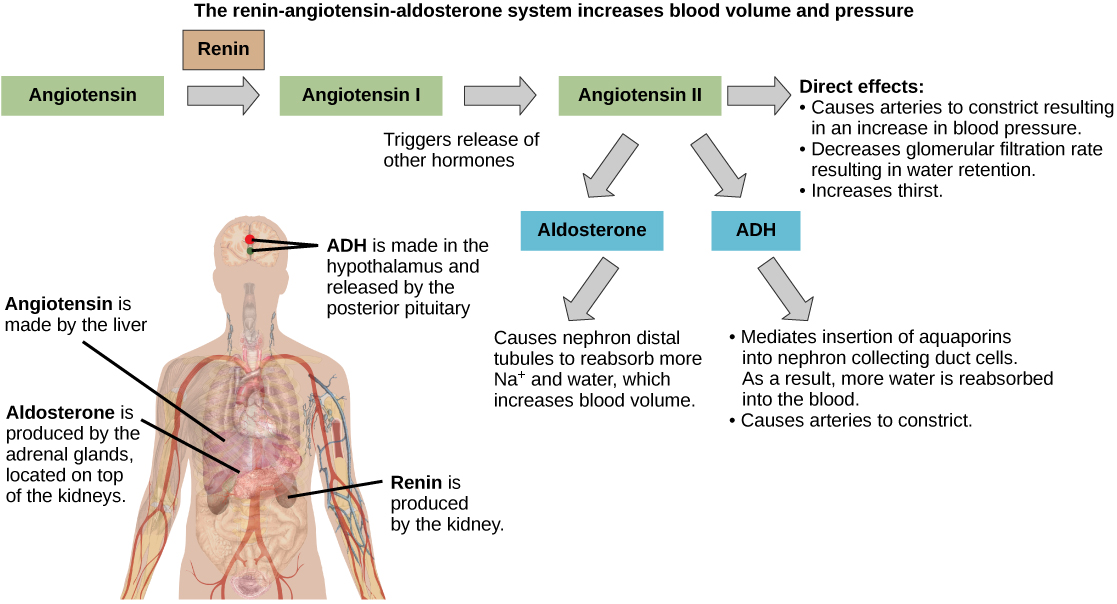 The renin-angiotensin-aldosterone system increases blood volume and pressure
Renin
Angiotensin
Angiotensin I
Angiotensin II
Direct effects:
• Causes arteries to constrict resulting
in an increase in blood pressure.
• Decreases glomerular filtration rate
resulting in water retention.
• Increases thirst.
Triggers release of
other hormones
Aldosterone
ADH
ADH is made in the
hypothalamus and
released by the
posterior pituitary
Angiotensin is
made by the liver
Causes nephron distal
tubules to reabsorb more
Na⁺ and water, which
increases blood volume.
• Mediates insertion of aquaporins
into nephron collecting duct cells.
As a result, more water is reabsorbed
into the blood.
• Causes arteries to constrict.
Aldosterone is
produced by the
adrenal glands,
located on top
of the kidneys.
Renin is
produced
by the kidney.